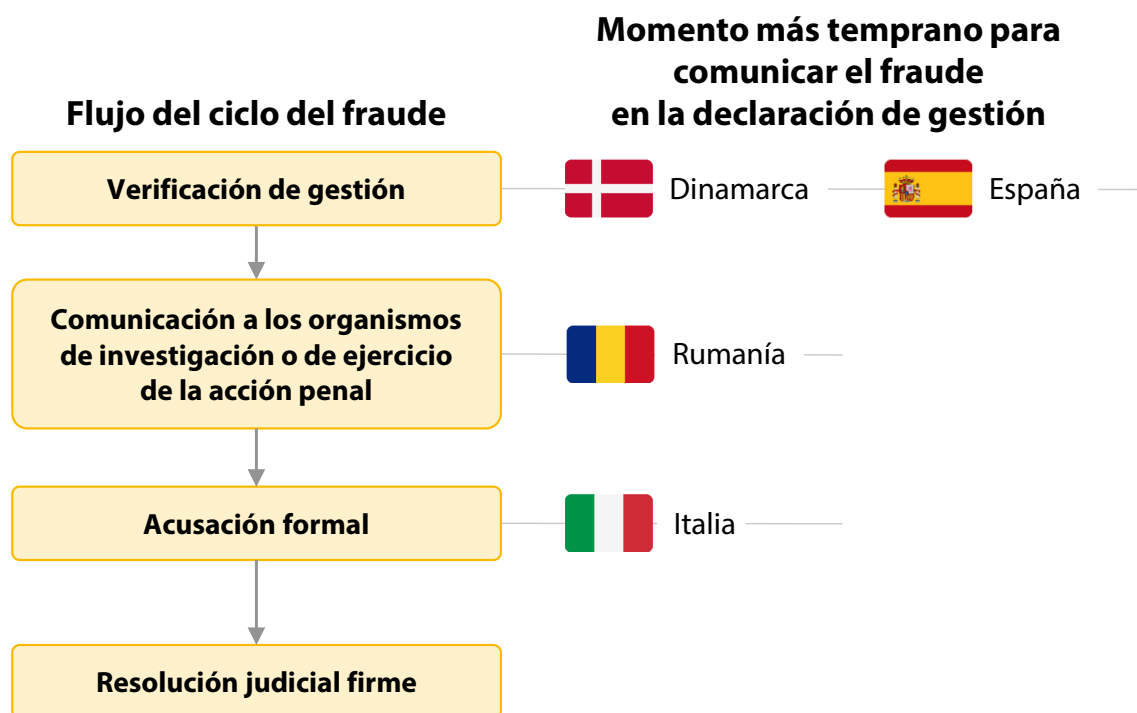 Momento más temprano para
comunicar el fraude
en la declaración de gestión
Flujo del ciclo del fraude
Verificación de gestión
Dinamarca
España
Comunicación a los organismos
de investigación o de ejercicio
de la acción penal
Rumanía
Acusación formal
Italia
Resolución judicial firme